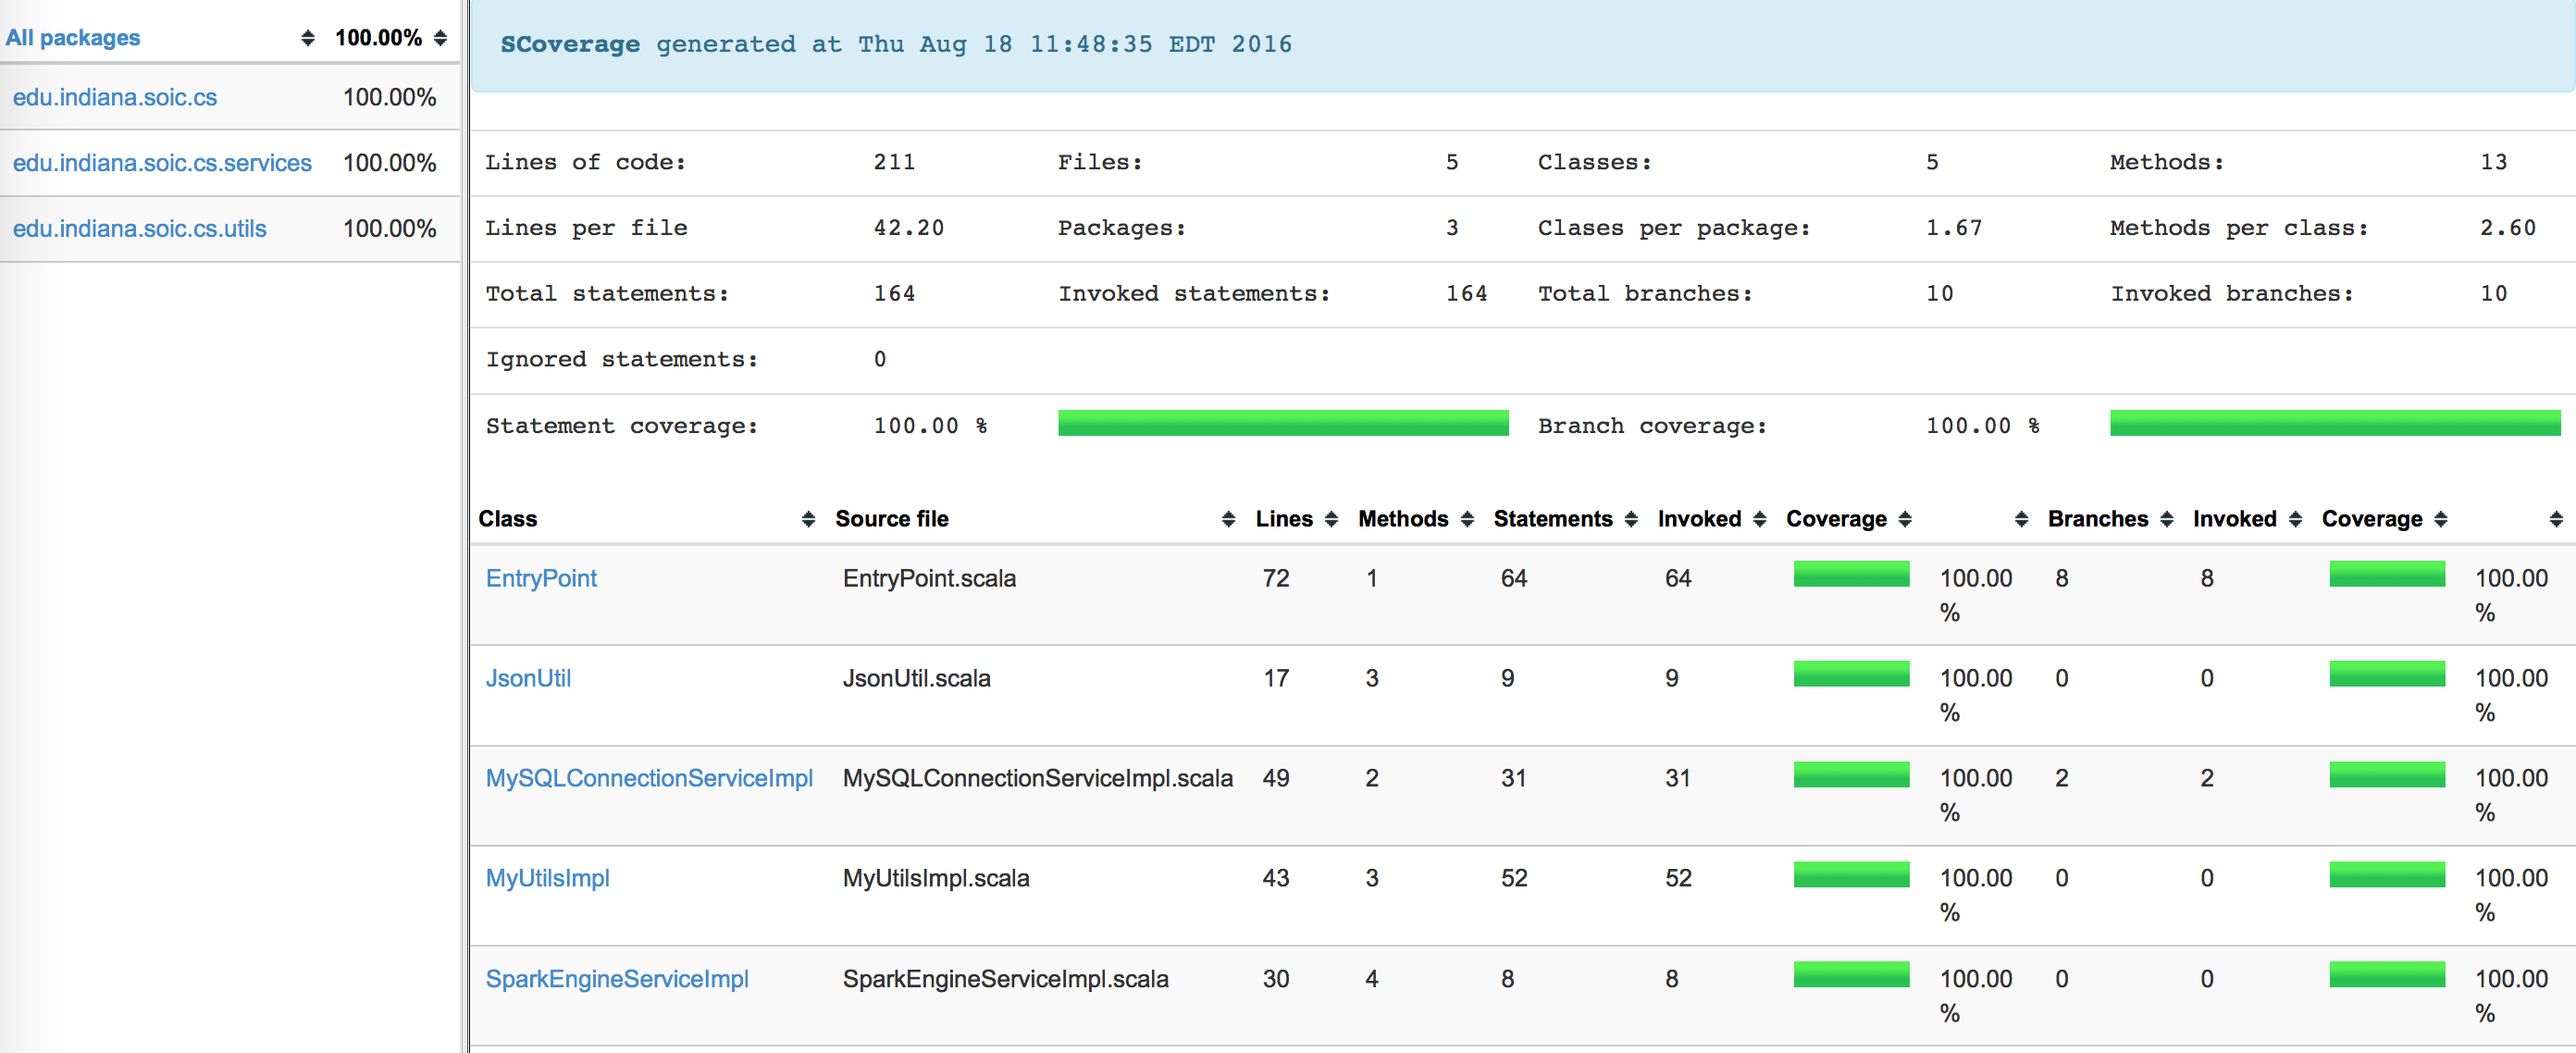 All packages 100.00%
edu.indiana.soic.cs 100.00%
edu.indiana.soic.cs.services 100.00%
edu.indiana.soic.cs.utils 100.00%
SCoverage generated at Thu Aug 18 11:48:35 EDT 2016
Lines of code: 211 Files: 5 Classes: 5 Methods: 13
Lines per file 42.20 Packages: 3 Clases per package: 1.67 Methods per class: 2.60
Total statements: 164 Invoked statements: 164 Total branches: 10 Invoked branches: 10
Ignored statements: 0
Statement coverage: 100.00 % Branch coverage: 100.00 %
Class Source file Lines Methods Statements Invoked Coverage Branches Invoked Coverage
EntryPoint EntryPoint.scala 72 1 64 64 100.00 % 8 8 100.00 %
JsonUtil JsonUtil.scala 17 3 9 9 100.00 % 0 0 100.00 %
MySQLConnectionServiceImpl MySQLConnectionServiceImpl.scala 49 2 31 31 100.00 % 2 2 100.00 %
MyUtilsImpl MyUtilsImpl.scala 43 3 52 52 100.00 % 0 0 100.00 %
SparkEngineServiceImpl SparkEngineServiceImpl.scala 30 4 8 8 100.00 % 0 0 100.00 %